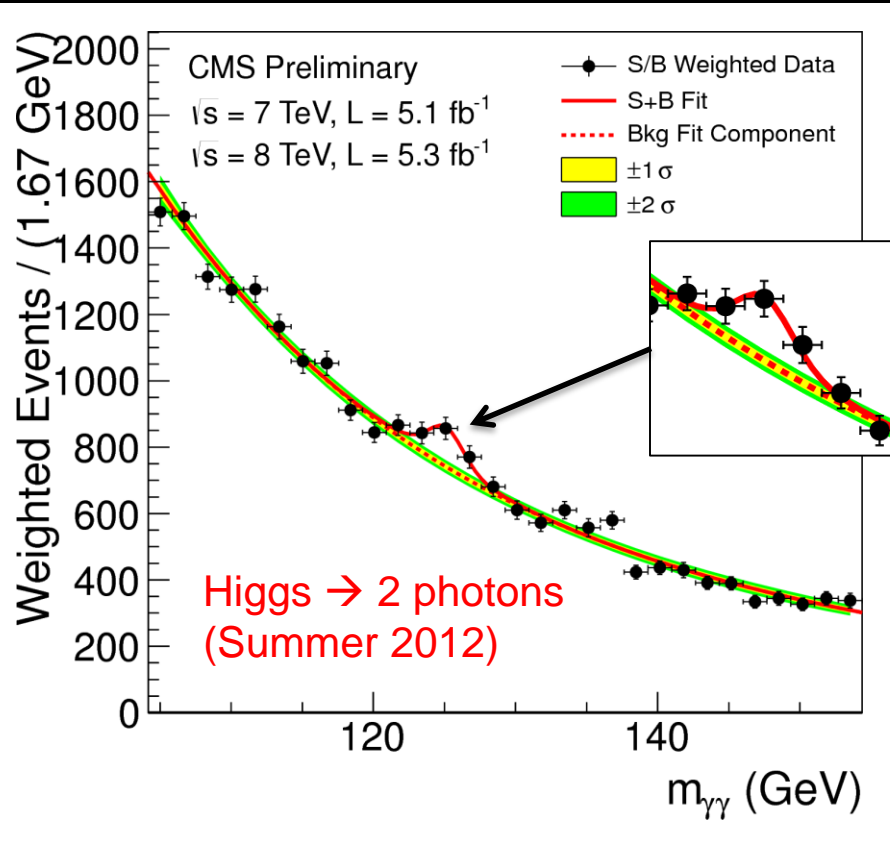 CMS Preliminary
√s = 7 TeV, L = 5.1 fb⁻¹
√s = 8 TeV, L = 5.3 fb⁻¹
S/B Weighted Data
S+B Fit
Bkg Fit Component
±1 σ
±2 σ
Weighted Events / (1.67 GeV)
2000
1800
1600
1400
1200
1000
800
600
400
200
0
Higgs → 2 photons
(Summer 2012)
120 140
mγγ (GeV)